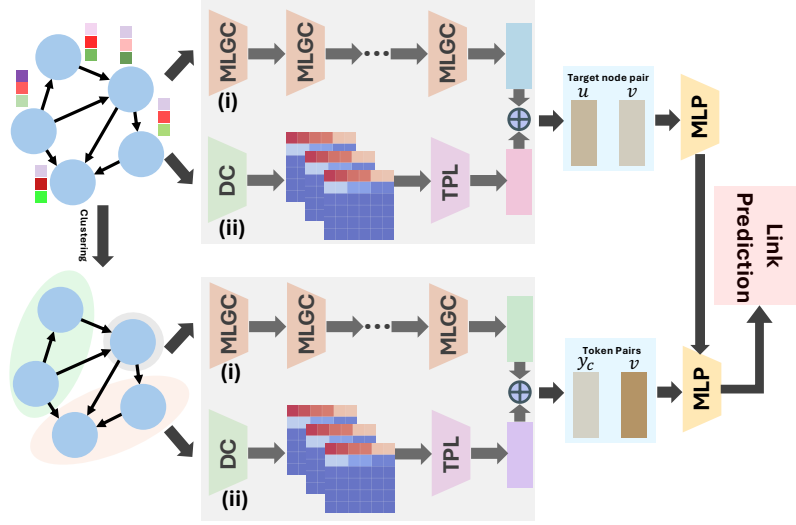 MLGC
MLGC
MLGC
(i)
DC
TPL
(ii)
Target node pair
u v
MLP
Clustering
Link
Prediction
MLGC
MLGC
MLGC
(i)
DC
TPL
(ii)
Token Pairs
y_c v
MLP